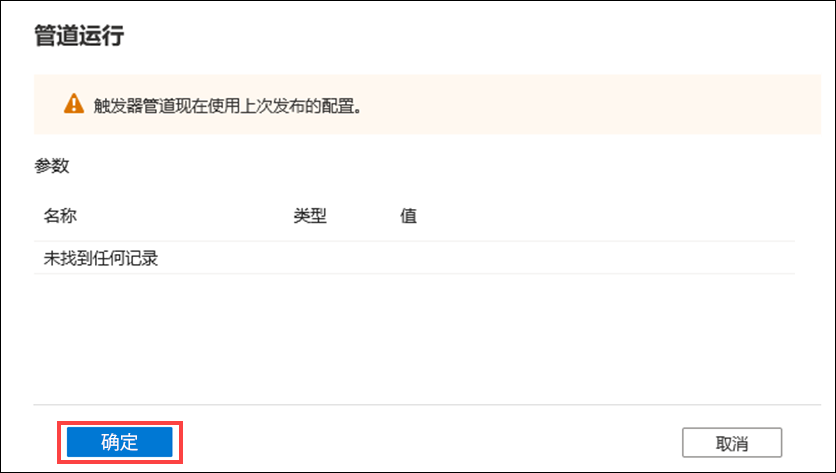 管道运行
触发器管道现在使用上次发布的配置。
参数
名称 类型 值
未找到任何记录
确定 取消